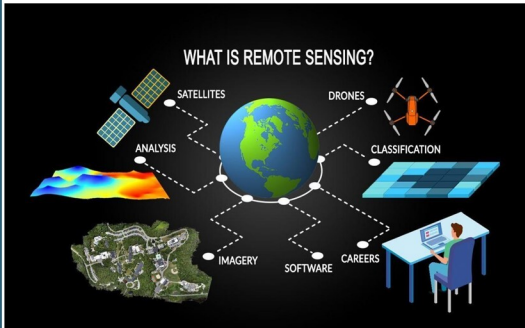 WHAT IS REMOTE SENSING?
SATELLITES
DRONES
ANALYSIS
CLASSIFICATION
IMAGERY
SOFTWARE
CAREERS